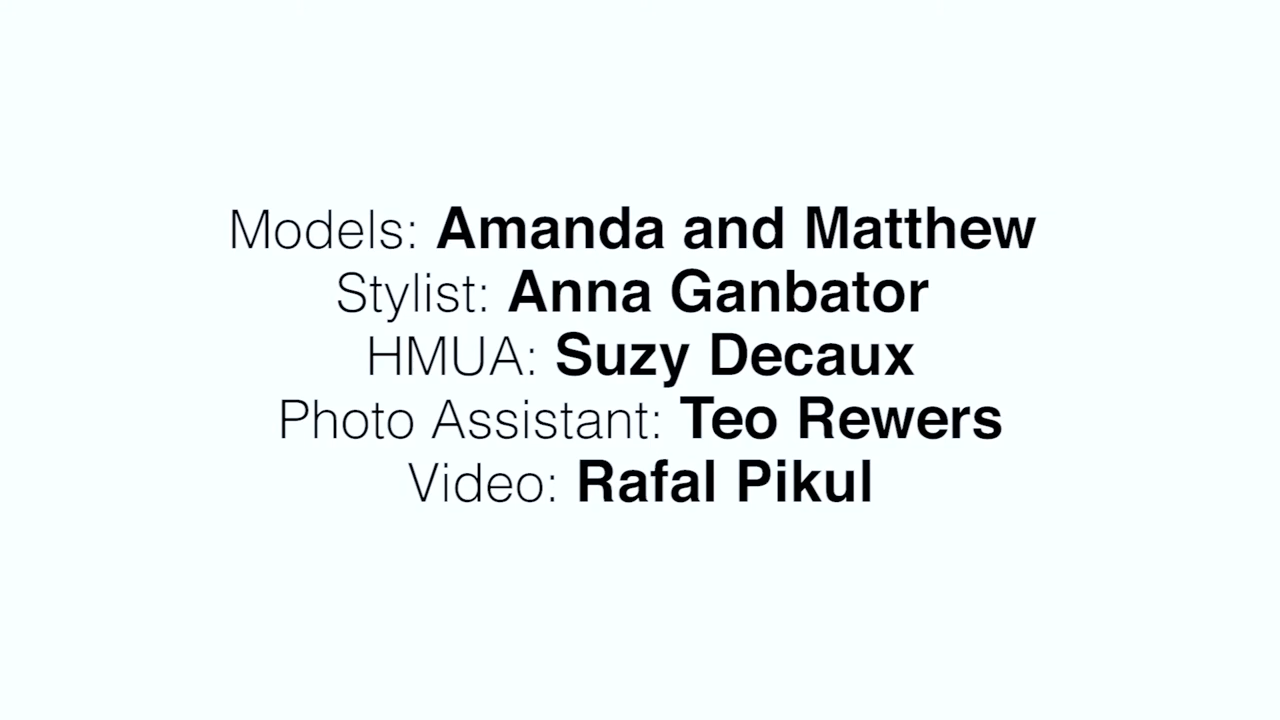 Models: Amanda and Matthew
Stylist: Anna Ganbator
HMUA: Suzy Decaux
Photo Assistant: Teo Rewers
Video: Rafal Pikul